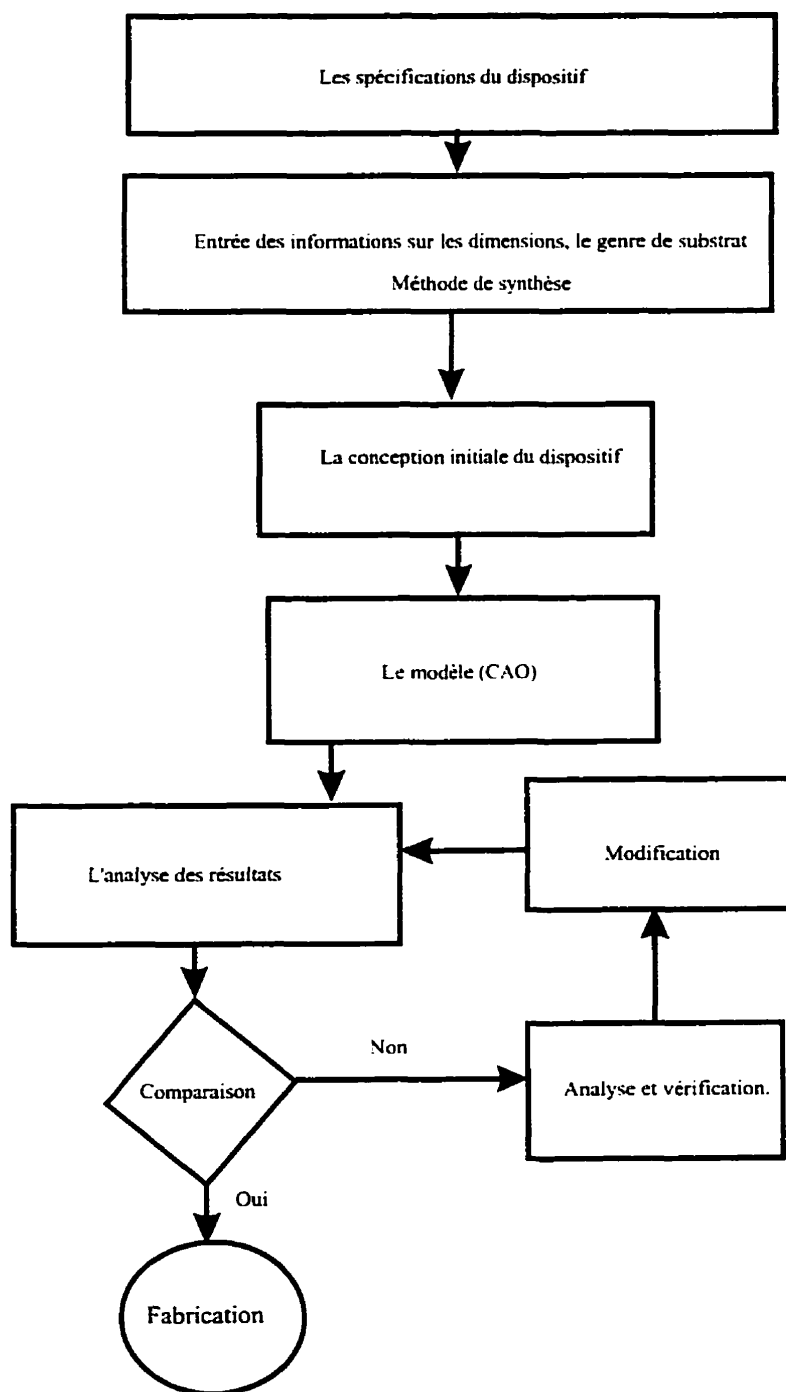 Les spécifications du dispositif
Entrée des informations sur les dimensions, le genre de substrat
Méthode de synthèse
La conception initiale du dispositif
Le modèle (CAO)
L'analyse des résultats
Modification
Comparaison
Non
Analyse et vérification.
Oui
Fabrication